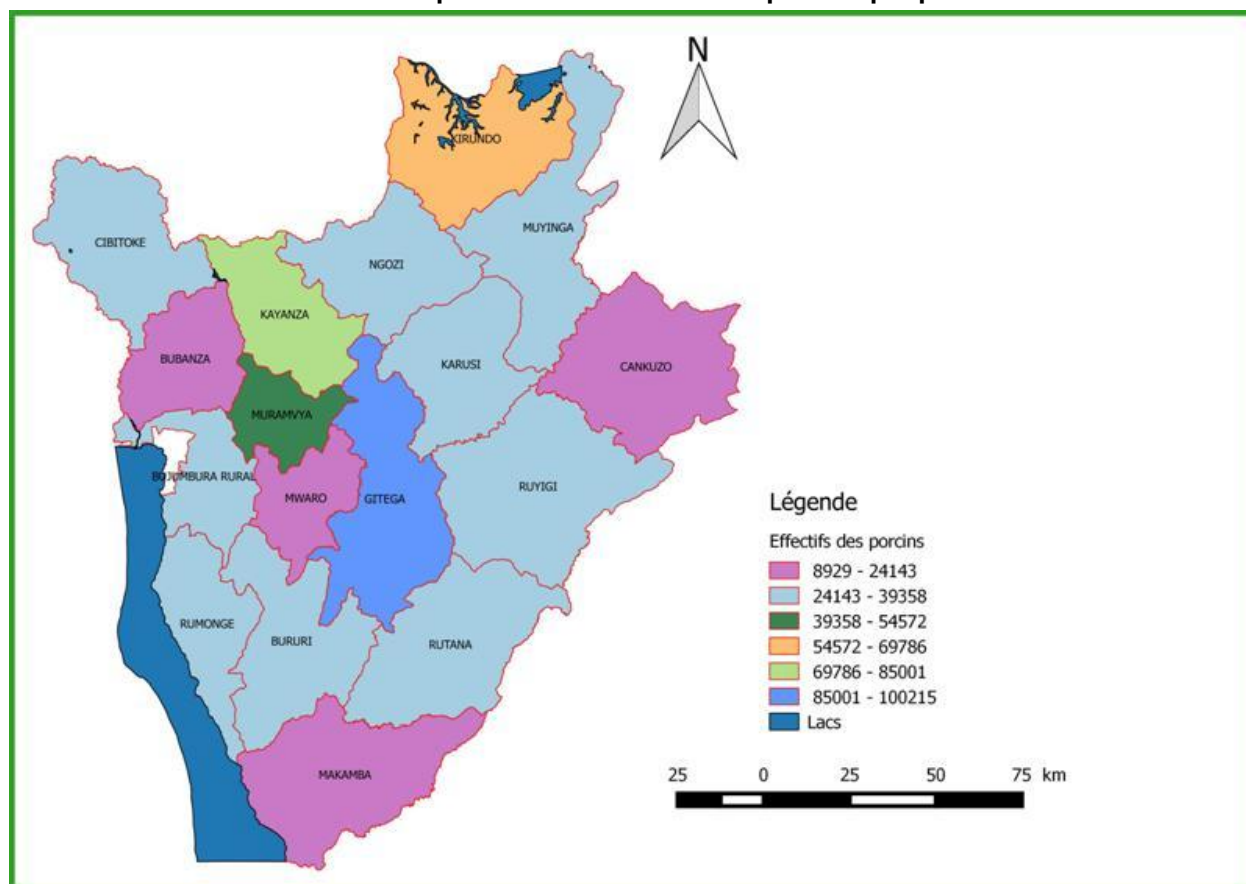 N
KIRUNDO
MUYINGA
CIBITOKE
NGOZI
KAYANZA
BUBANZA
KARUSI
CANKUZO
MURAMVYA
BUJUMBURA RURAL
MWARO
GITEGA
RUYIGI
RUMONGE
BURURI
RUTANA
MAKAMBA
Légende
Effectifs des porcins
8929 - 24143
24143 - 39358
39358 - 54572
54572 - 69786
69786 - 85001
85001 - 100215
Lacs
25 0 25 50 75 km